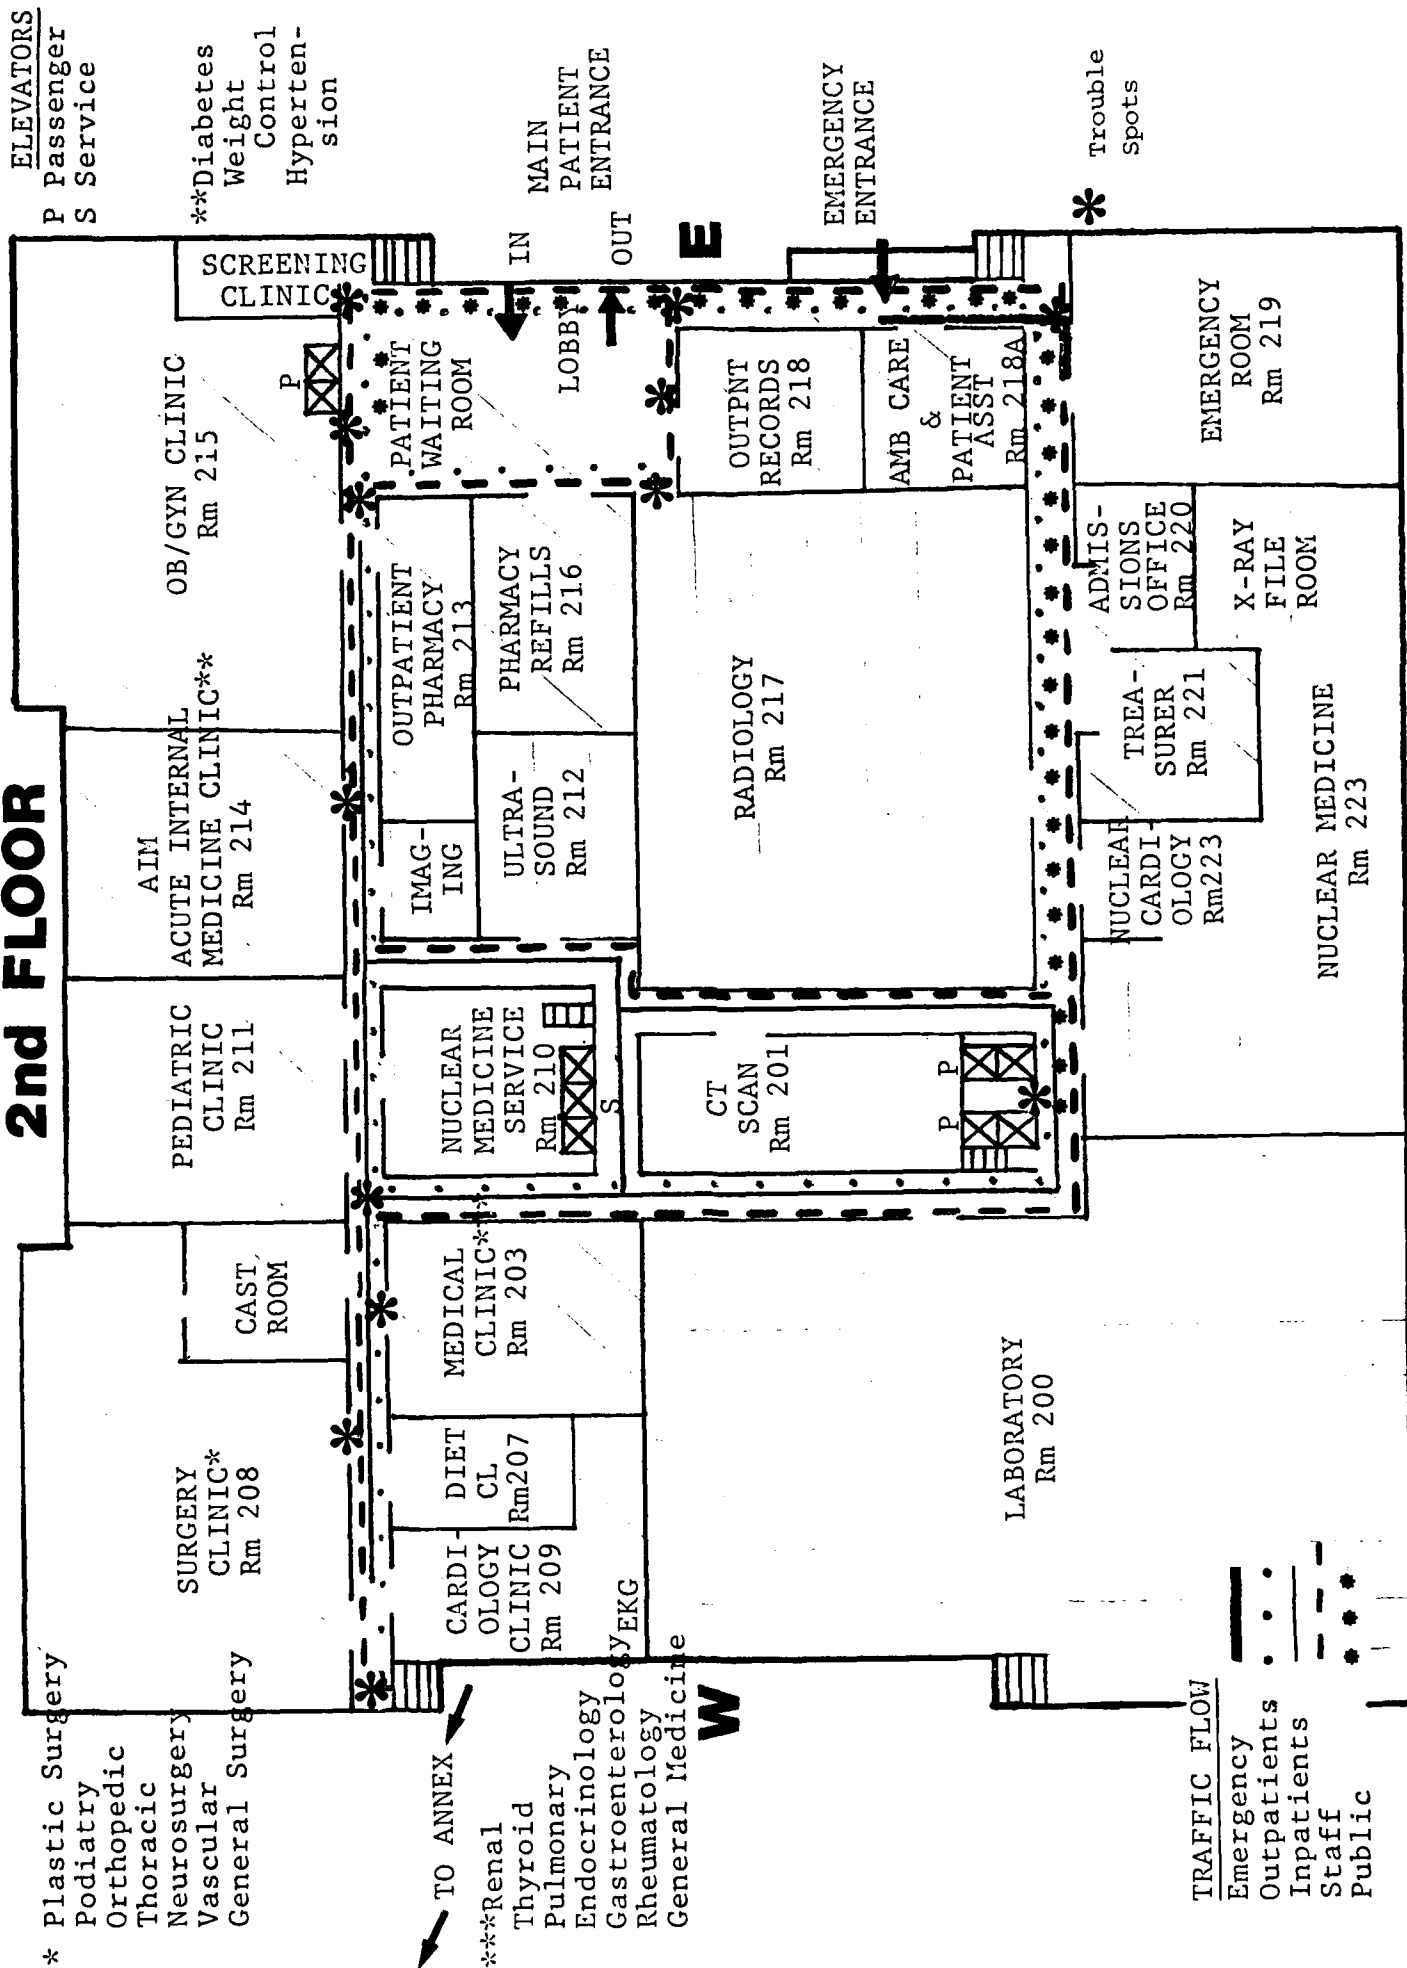 2nd FLOOR
ELEVATORS
P Passenger
S Service
**Diabetes
Weight
Control
Hyperten-
sion
* Plastic Surgery
Podiatry
Orthopedic
Thoracic
Neurosurgery
Vascular
General Surgery
SURGERY
CLINIC*
Rm 208
CAST
ROOM
PEDIATRIC
CLINIC
Rm 211
AIM
ACUTE INTERNAL
MEDICINE CLINIC**
Rm 214
OB/GYN CLINIC
Rm 215
P
SCREENING
CLINIC
TO ANNEX
CARDI-
OLOGY
CLINIC
Rm 209
EKG
DIET
CL
Rm207
MEDICAL
CLINIC***
Rm 203
NUCLEAR
MEDICINE
SERVICE
Rm 210
S
IMAG-
ING
OUTPATIENT
PHARMACY
Rm 213
ULTRA-
SOUND
Rm 212
PHARMACY
REFILLS
Rm 216
PATIENT
WAITING
ROOM
LOBBY
IN
OUT
MAIN
PATIENT
ENTRANCE
***Renal
Thyroid
Pulmonary
Endocrinology
Gastroenterology
Rheumatology
General Medicine
W
E
CT
SCAN
Rm 201
P
P
RADIOLOGY
Rm 217
OUTPNT
RECORDS
Rm 218
AMB CARE
&
PATIENT
ASST
Rm 218A
EMERGENCY
ENTRANCE
LABORATORY
Rm 200
NUCLEAR
CARDI-
OLOGY
Rm223
TREA-
SURER
Rm 221
ADMIS-
SIONS
OFFICE
Rm 220
X-RAY
FILE
ROOM
EMERGENCY
ROOM
Rm 219
NUCLEAR MEDICINE
Rm 223
* Trouble
Spots
TRAFFIC FLOW
Emergency
Outpatients
Inpatients
Staff
Public